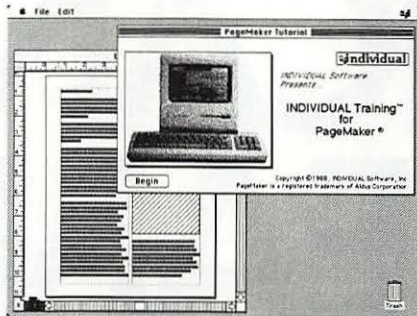 File Edit
PageMaker Tutorial
individual
INDIVIDUAL Software
Presents...
INDIVIDUAL Training™
for
PageMaker ®
Begin
Copyright ©1988, INDIVIDUAL Software, Inc
PageMaker is a registered trademark of Aldus Corporation
Trash